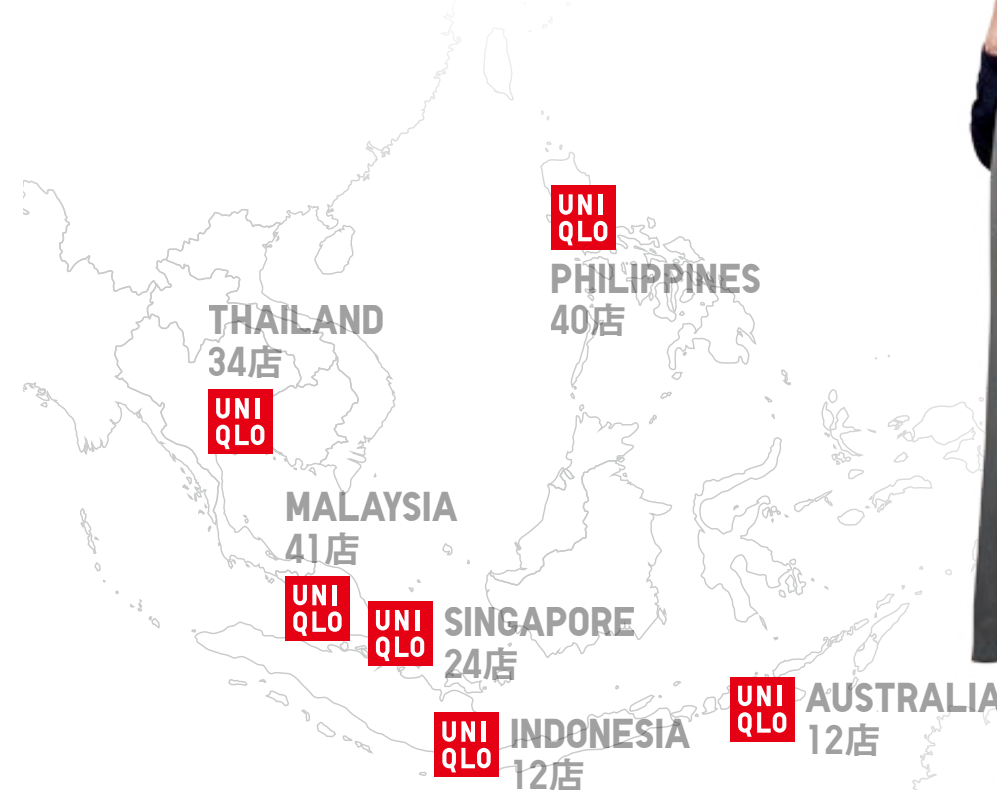 UNI
QLO
PHILIPPINES
40店
THAILAND
34店
UNI
QLO
MALAYSIA
41店
UNI
QLO
UNI
QLO
SINGAPORE
24店
UNI
QLO
AUSTRALIA
12店
UNI
QLO
INDONESIA
12店